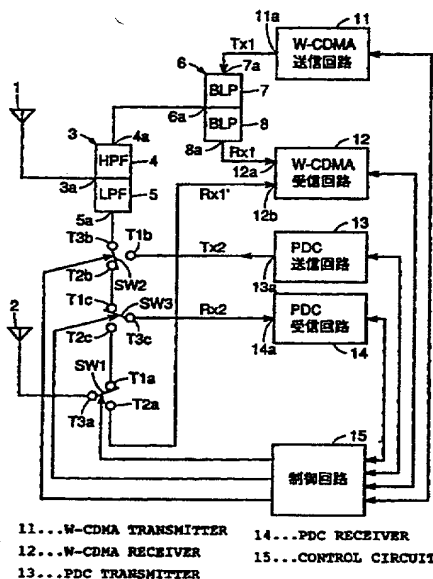 11
11a
Tx1
W-CDMA
送信回路
6
7a
BLP
7
1
4a
6a
BLP
8
12
8a
Rx1
W-CDMA
受信回路
3
HPF
4
12a
3a
LPF
5
Rx1'
12b
5a
13
T3b
T1b
Tx2
PDC
送信回路
T2b
SW2
13a
T1c
SW3
Rx2
PDC
受信回路
2
T2c
T3c
14a
14
SW1
T1a
T3a
T2a
15
制御回路
11...W-CDMA TRANSMITTER
12...W-CDMA RECEIVER
13...PDC TRANSMITTER
14...PDC RECEIVER
15...CONTROL CIRCUIT